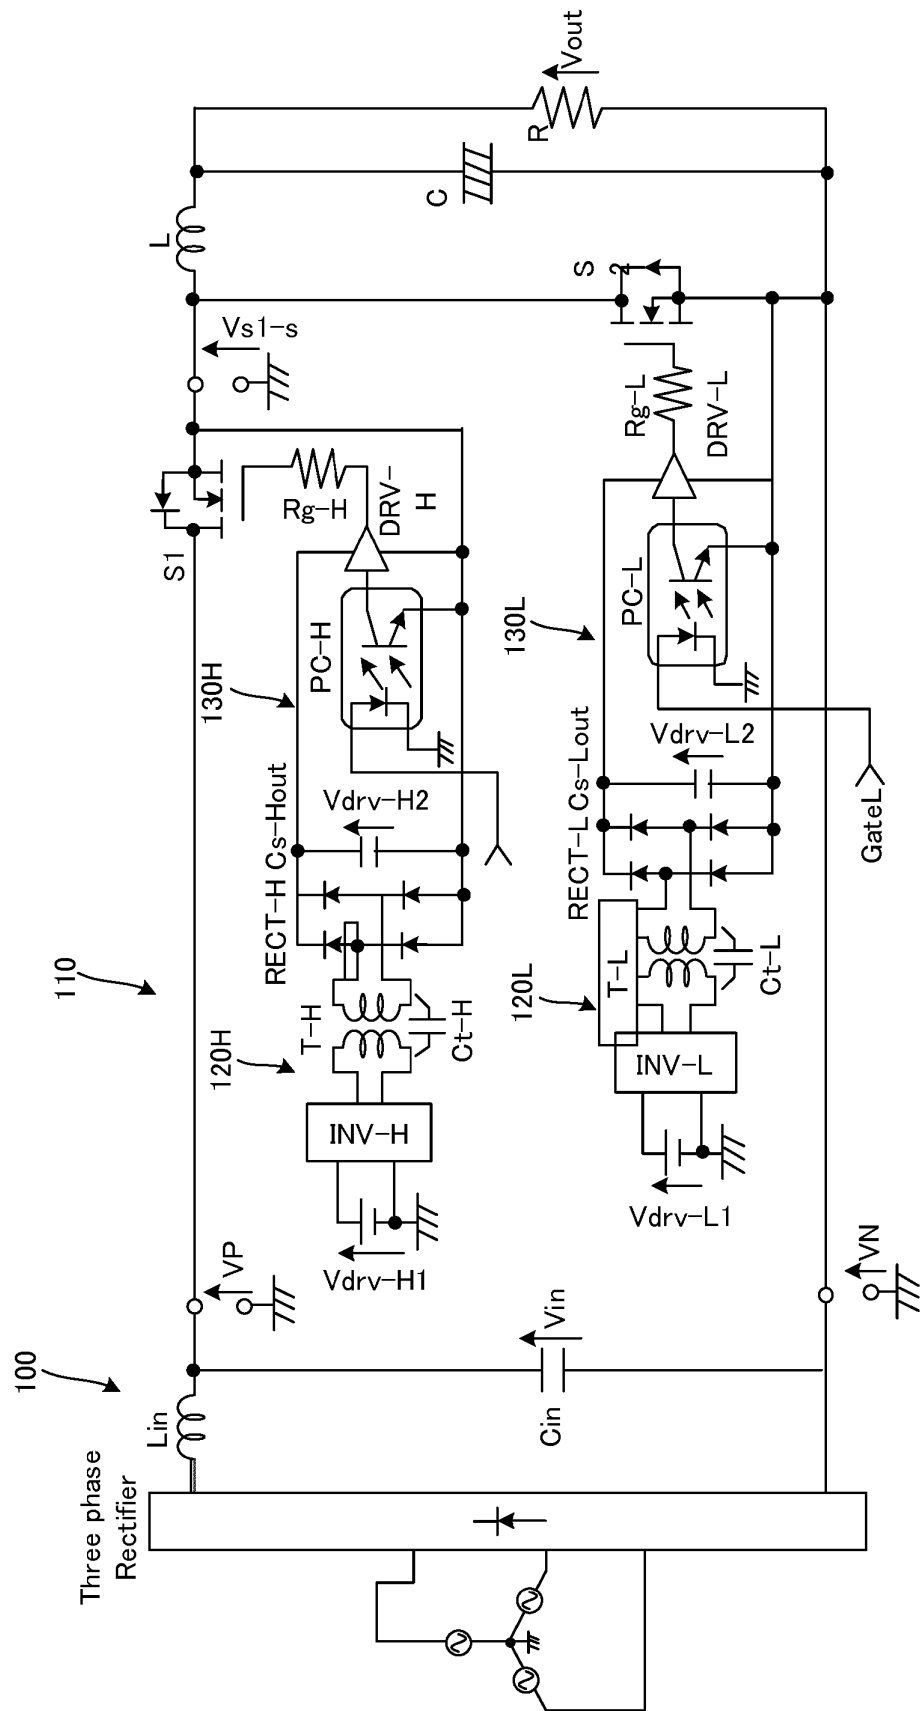 100
110
Three phase
Rectifier
Lin
VP
S1
Vs1-s
L
120H
T-H
RECT-H
Cs-Hout
130H
PC-H
Rg-H
DRV-
H
INV-H
Vdrv-H1
Ct-H
Vdrv-H2
Cin
Vin
C
R
Vout
120L
T-L
RECT-L
Cs-Lout
130L
PC-L
Rg-L
DRV-L
S
2
INV-L
Vdrv-L1
Ct-L
Vdrv-L2
GateL
VN